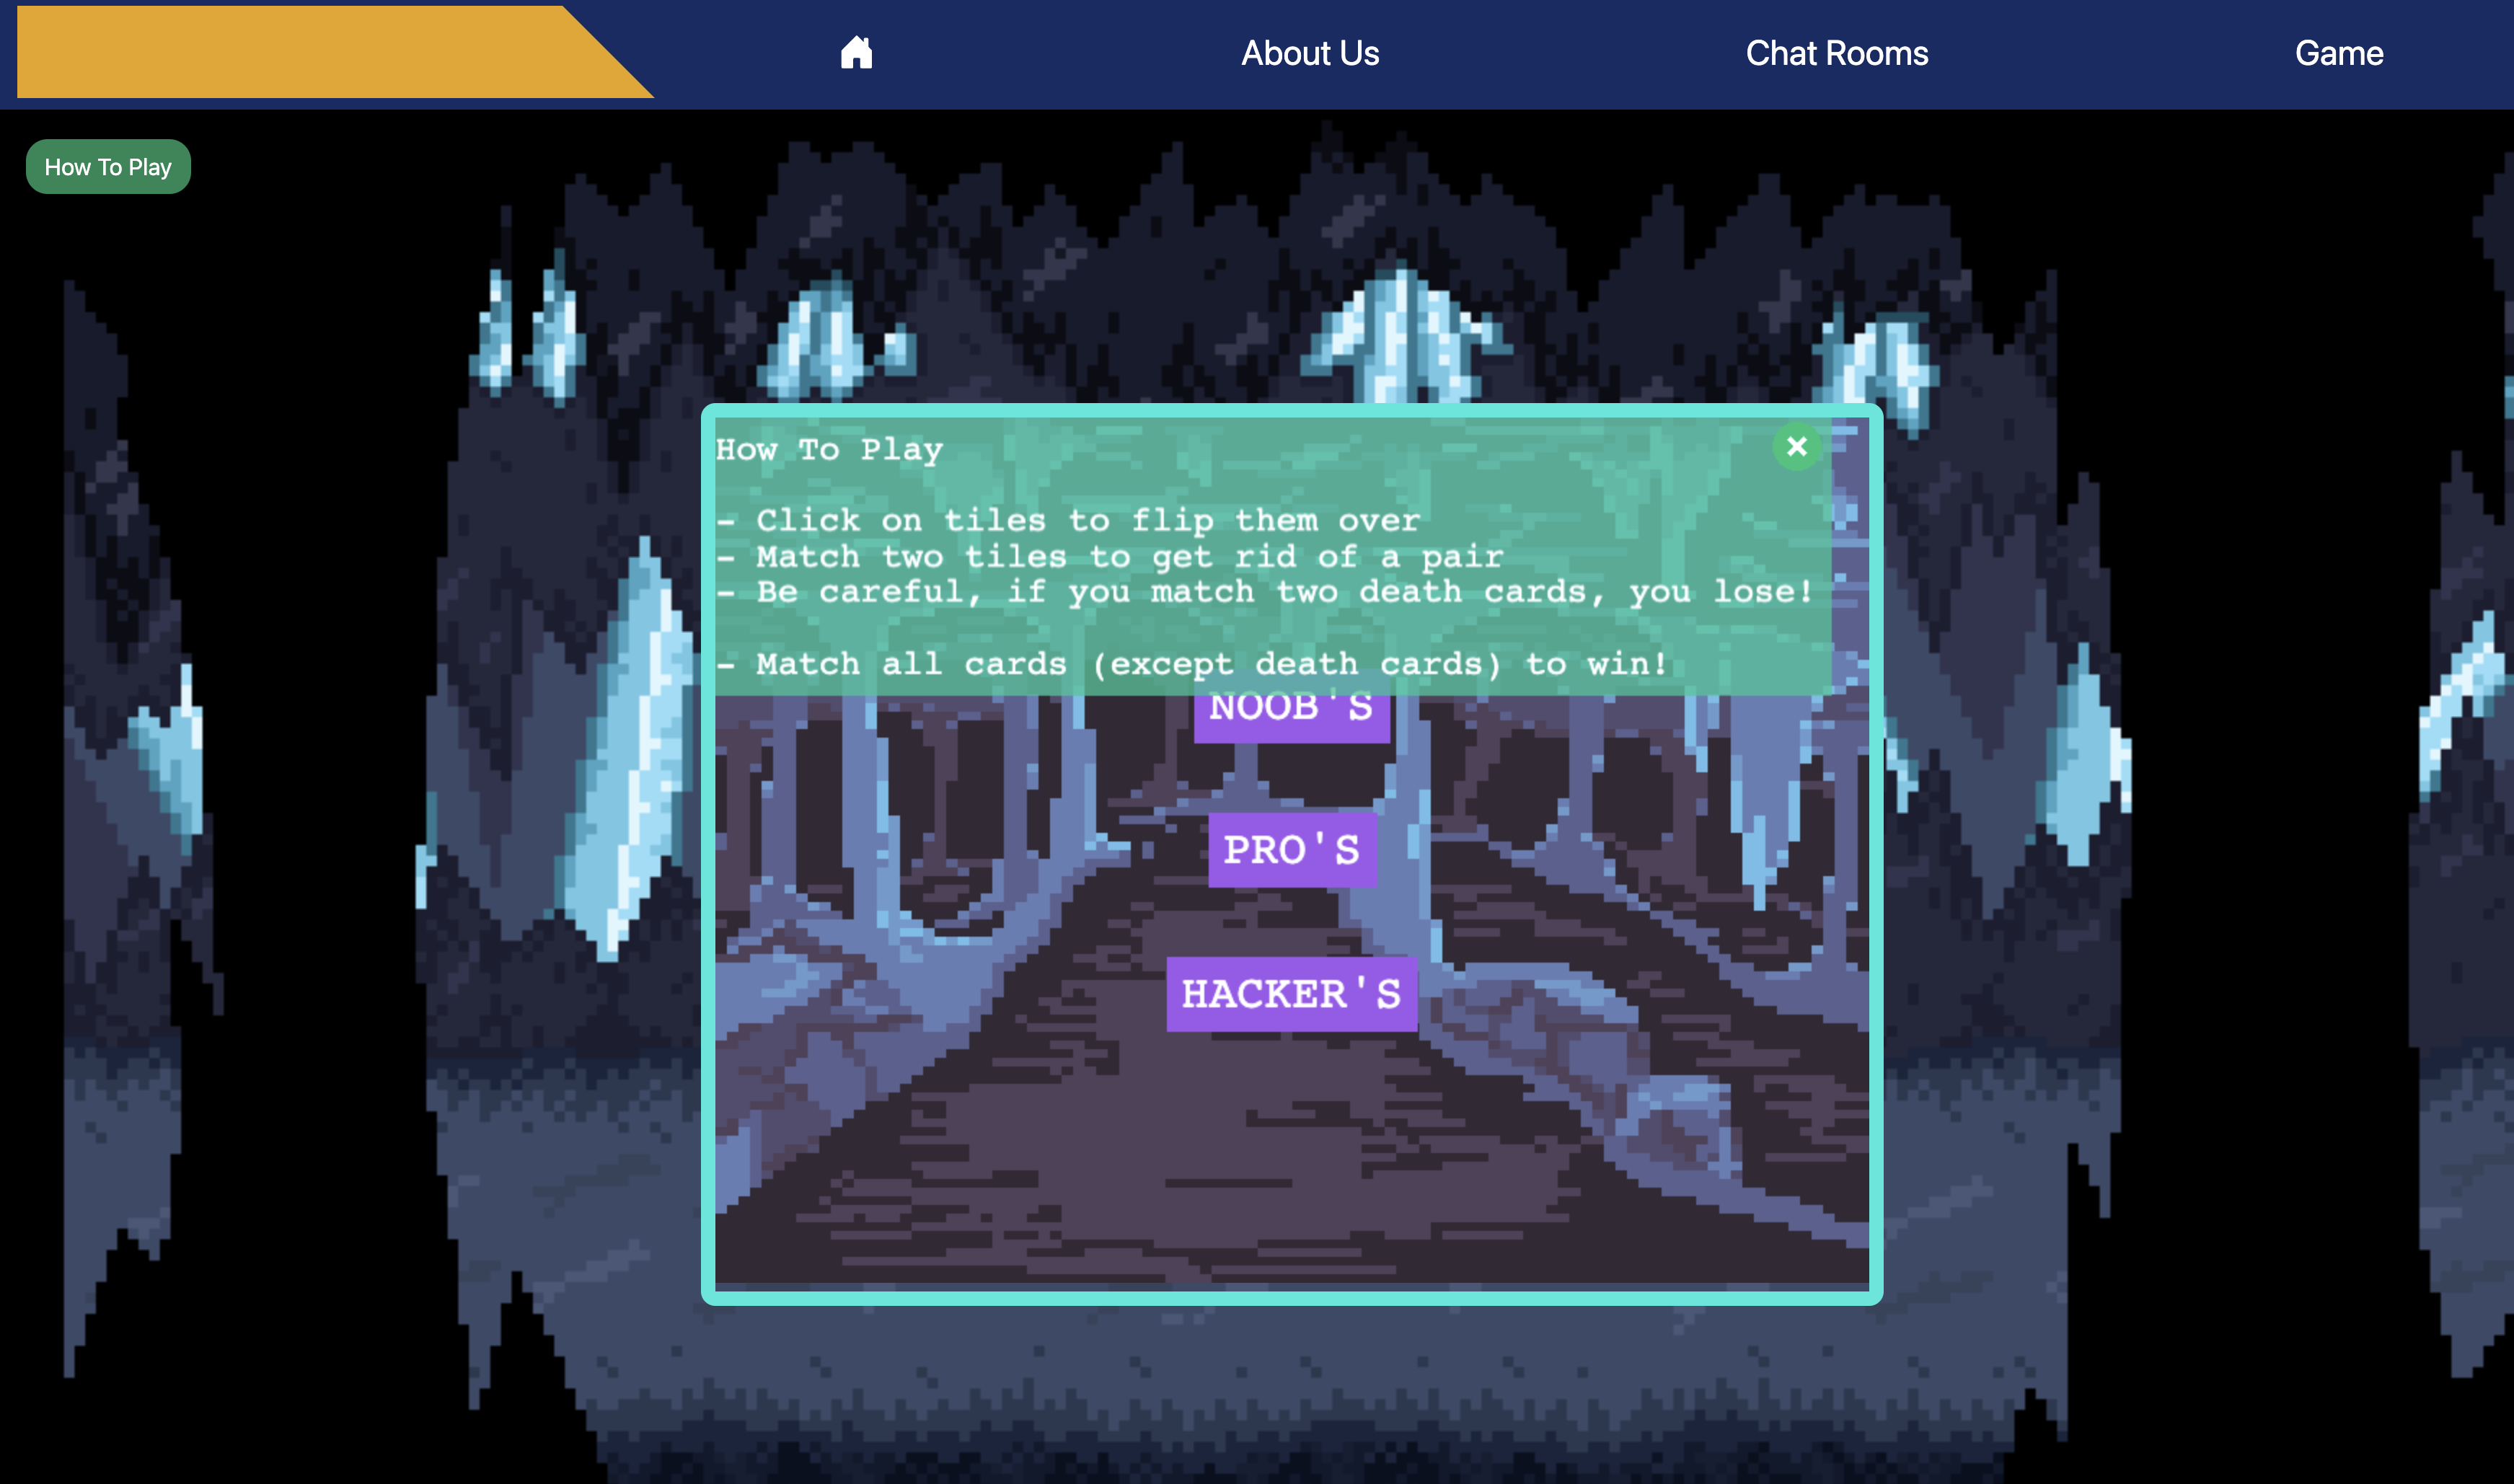 About Us
Chat Rooms
Game
How To Play
How To Play
- Click on tiles to flip them over
- Match two tiles to get rid of a pair
- Be careful, if you match two death cards, you lose!
- Match all cards (except death cards) to win!
NOOB'S
PRO'S
HACKER'S